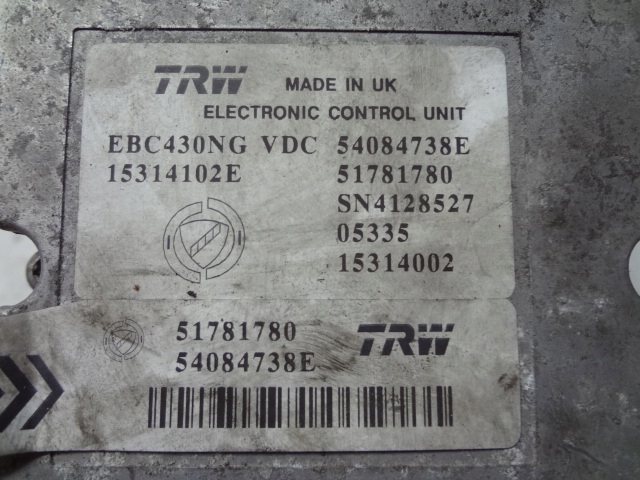 TRW MADE IN UK
ELECTRONIC CONTROL UNIT
EBC430NG VDC 54084738E
15314102E 51781780
SN4128527
05335
15314002
51781780 TRW
54084738E